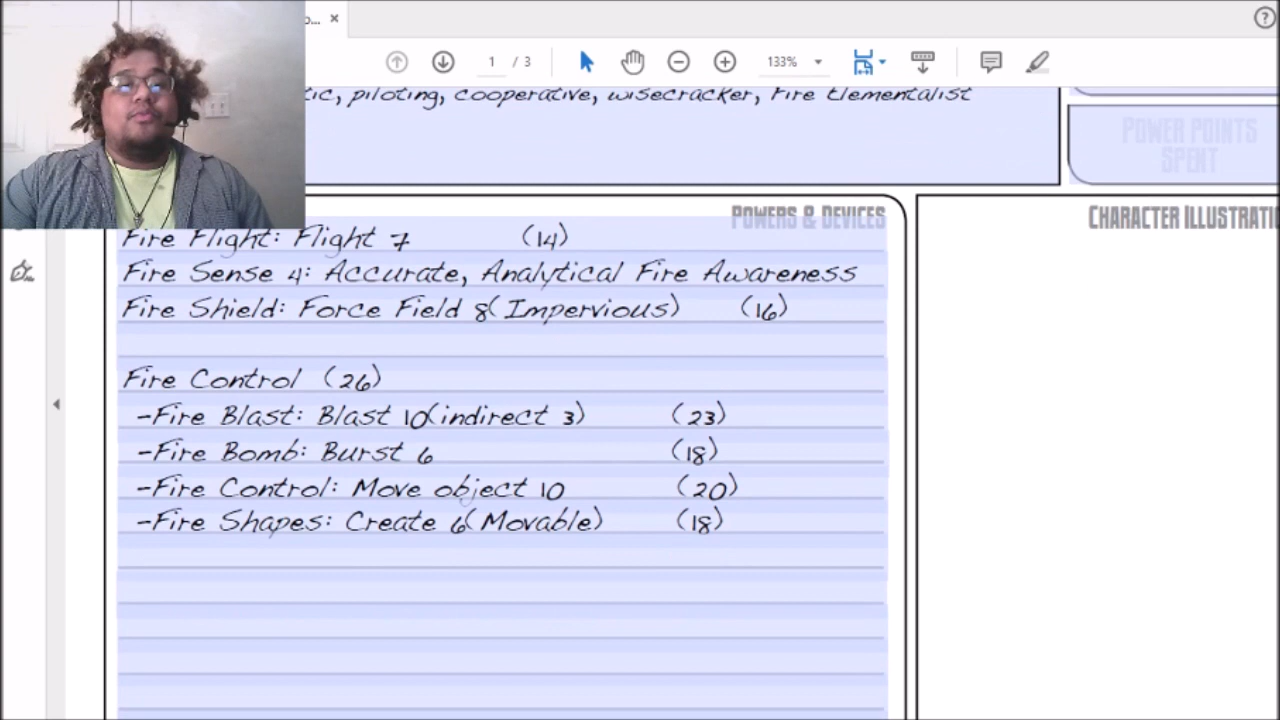 o...
1 / 3
133%
tic, piloting, cooperative, wisecracker, Fire Elementalist
POWER POINTS
SPENT
POWERS & DEVICES
CHARACTER ILLUSTRATI
Fire Flight: Flight 7 (14)
Fire Sense 4: Accurate, Analytical Fire Awareness
Fire Shield: Force Field 8(Impervious) (16)
Fire Control (26)
-Fire Blast: Blast 10(indirect 3) (23)
-Fire Bomb: Burst 6 (18)
-Fire Control: Move object 10 (20)
-Fire Shapes: Create 6(Movable) (18)